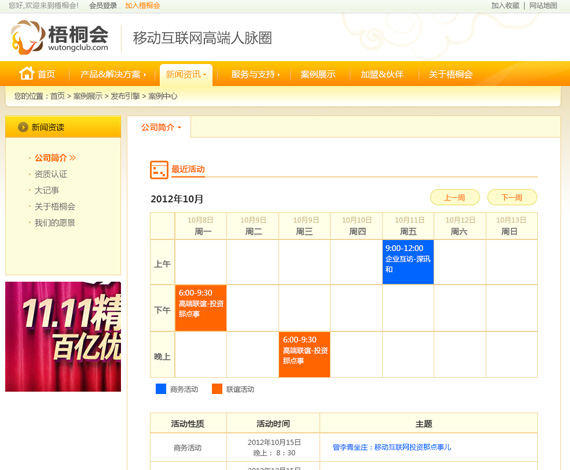 您好,欢迎来到梧桐会! 会员登录 加入梧桐会 加入收藏 | 网站地图
梧桐会
wutongclub.com
移动互联网高端人脉圈
首页 产品&解决方案 新闻资讯 服务与支持 案例展示 加盟&伙伴 关于梧桐会
您的位置：首页 > 案例展示 > 发布引擎 > 案例中心
新闻资读
公司简介
资质认证
大记事
关于梧桐会
我们的愿景
11.11精
百亿优
公司简介
最近活动
2012年10月 上一周 下一周
10月8日 10月9日 10月9日 10月10日 10月11日 10月12日 10月13日
周一 周二 周三 周四 周五 周六 周日
上午
9:00-12:00
企业互访-深讯
和
下午
6:00-9:30
高端联谊-投资
那点事
晚上
6:00-9:30
高端联谊-投资
那点事
商务活动 联谊活动
活动性质 活动时间 主题
商务活动
2012年10月15日
晚上： 8：30
曾李青坐庄：移动互联网投资那点事儿